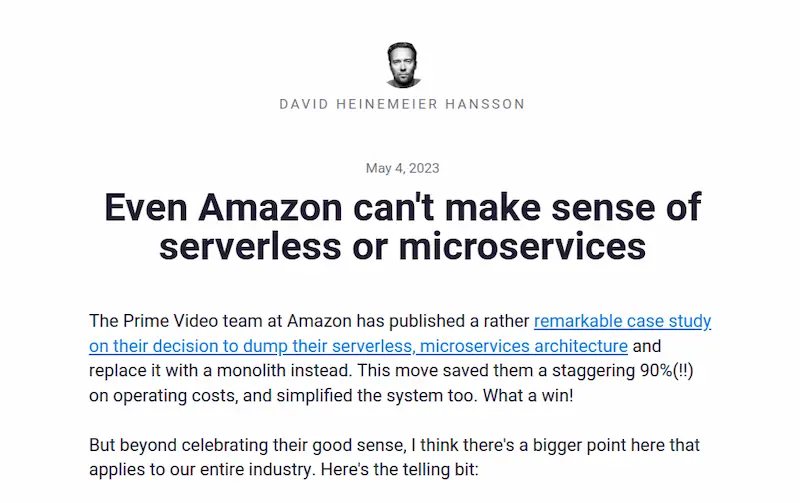 DAVID HEINEMEIER HANSSON
May 4, 2023
Even Amazon can't make sense of
serverless or microservices
The Prime Video team at Amazon has published a rather remarkable case study
on their decision to dump their serverless, microservices architecture and
replace it with a monolith instead. This move saved them a staggering 90%(!!)
on operating costs, and simplified the system too. What a win!
But beyond celebrating their good sense, I think there's a bigger point here that
applies to our entire industry. Here's the telling bit: